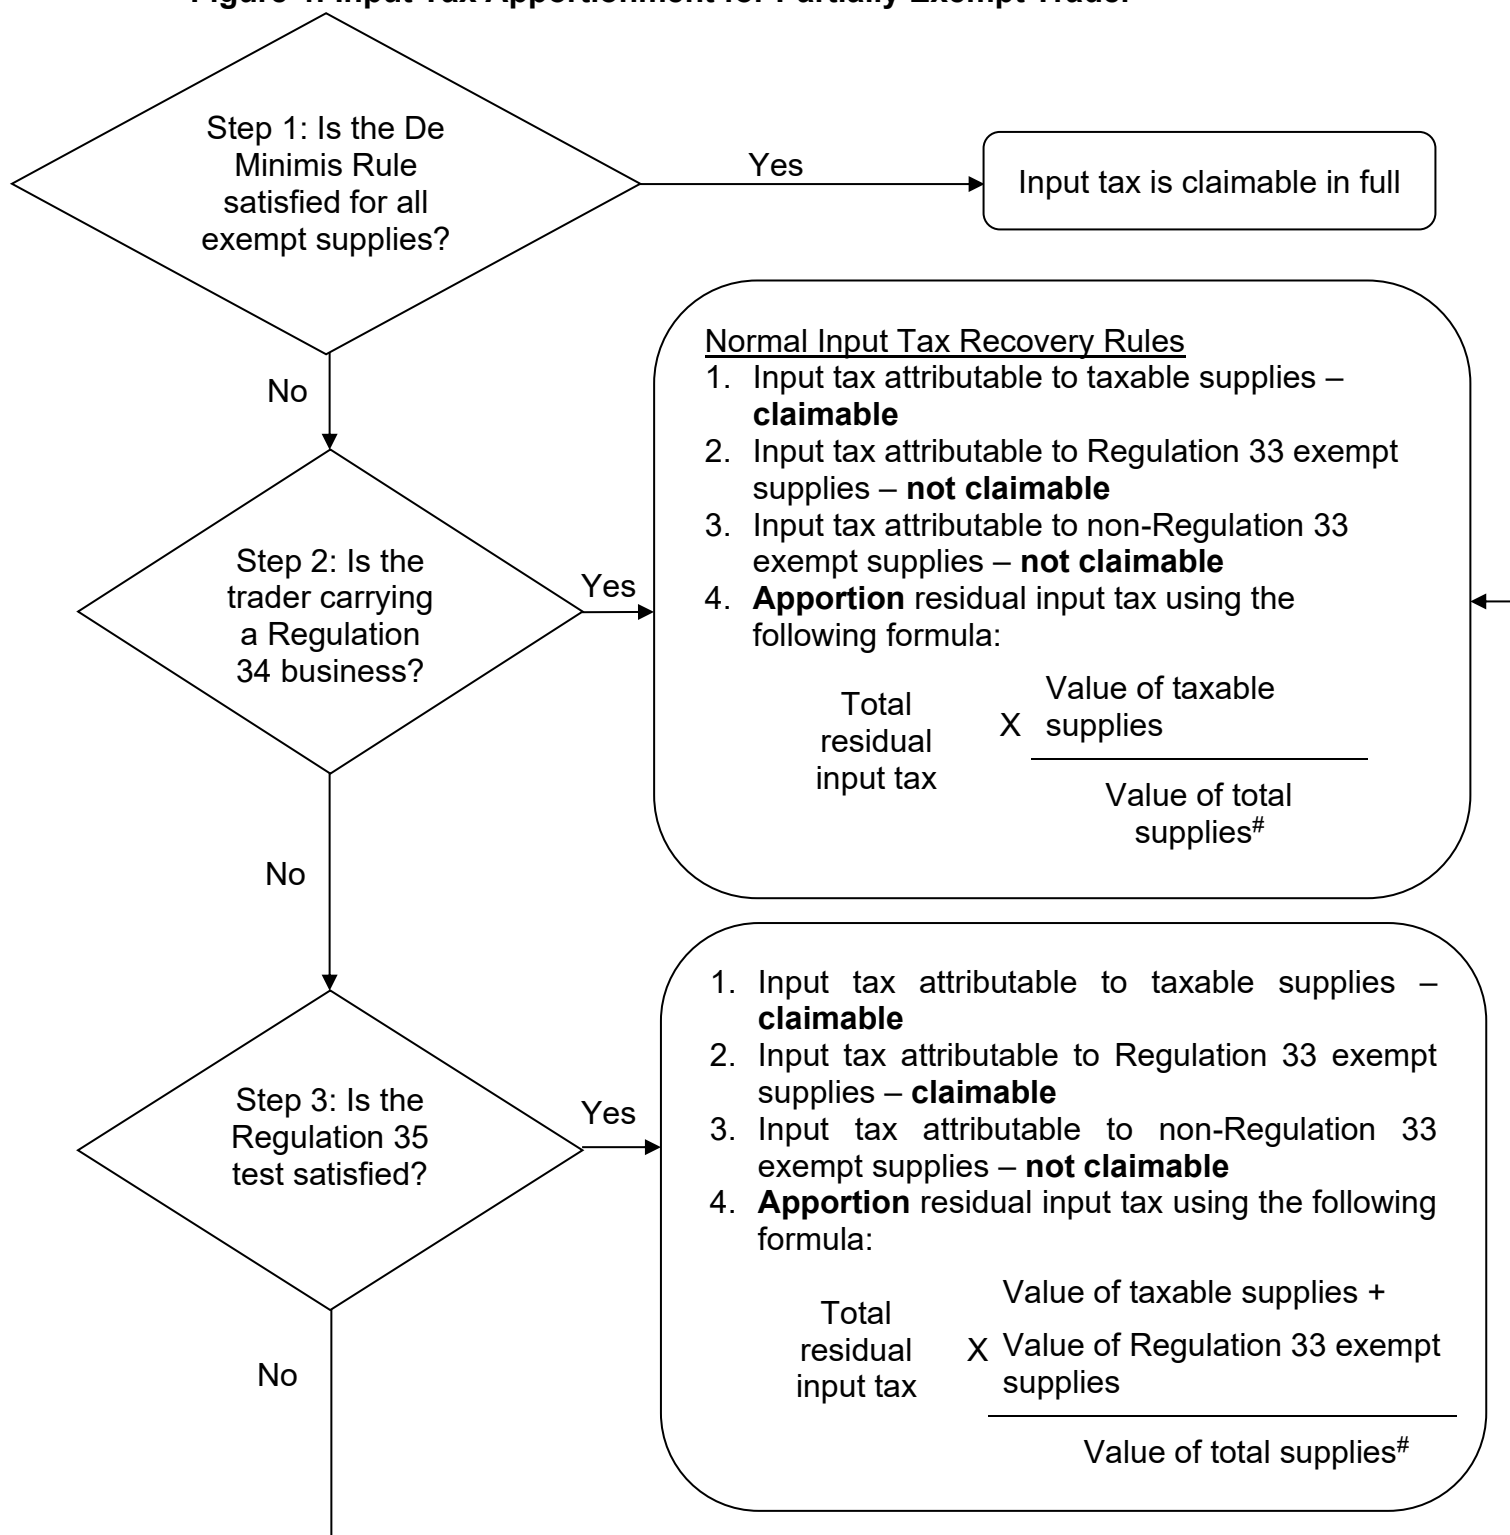 Figure 4: Input Tax Apportionment for Partially Exempt Trader
Step 1: Is the De
Minimis Rule
satisfied for all
exempt supplies?
Yes
Input tax is claimable in full
No
Normal Input Tax Recovery Rules
1. Input tax attributable to taxable supplies –
claimable
2. Input tax attributable to Regulation 33 exempt
supplies – not claimable
3. Input tax attributable to non-Regulation 33
exempt supplies – not claimable
4. Apportion residual input tax using the
following formula:
Total
residual
input tax
X
Value of taxable
supplies
Value of total
supplies#
Step 2: Is the
trader carrying
a Regulation
34 business?
Yes
No
Step 3: Is the
Regulation 35
test satisfied?
Yes
1. Input tax attributable to taxable supplies –
claimable
2. Input tax attributable to Regulation 33 exempt
supplies – claimable
3. Input tax attributable to non-Regulation 33
exempt supplies – not claimable
4. Apportion residual input tax using the following
formula:
Total
residual
input tax
X
Value of taxable supplies +
Value of Regulation 33 exempt
supplies
Value of total supplies#
No